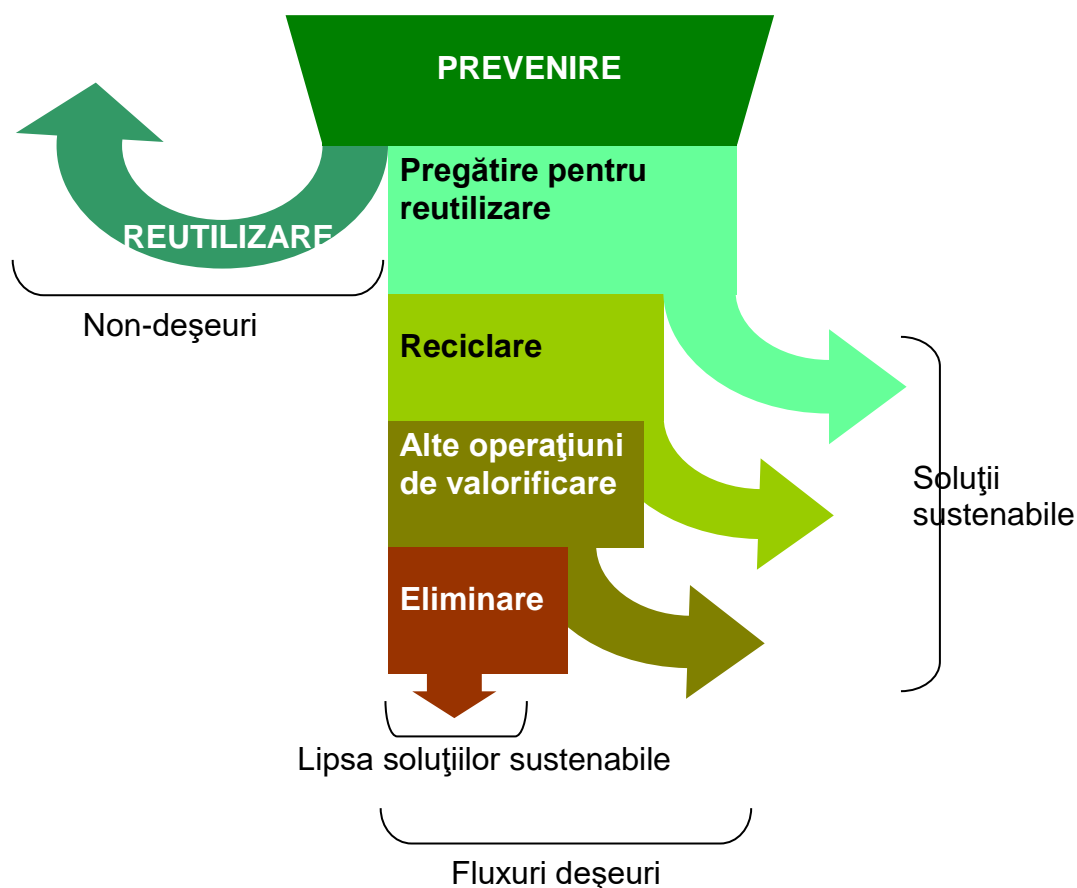 PREVENIRE
Pregătire pentru
reutilizare
REUTILIZARE
Non-deşeuri
Reciclare
Alte operaţiuni
de valorificare
Soluţii
sustenabile
Eliminare
Lipsa soluţiilor sustenabile
Fluxuri deşeuri